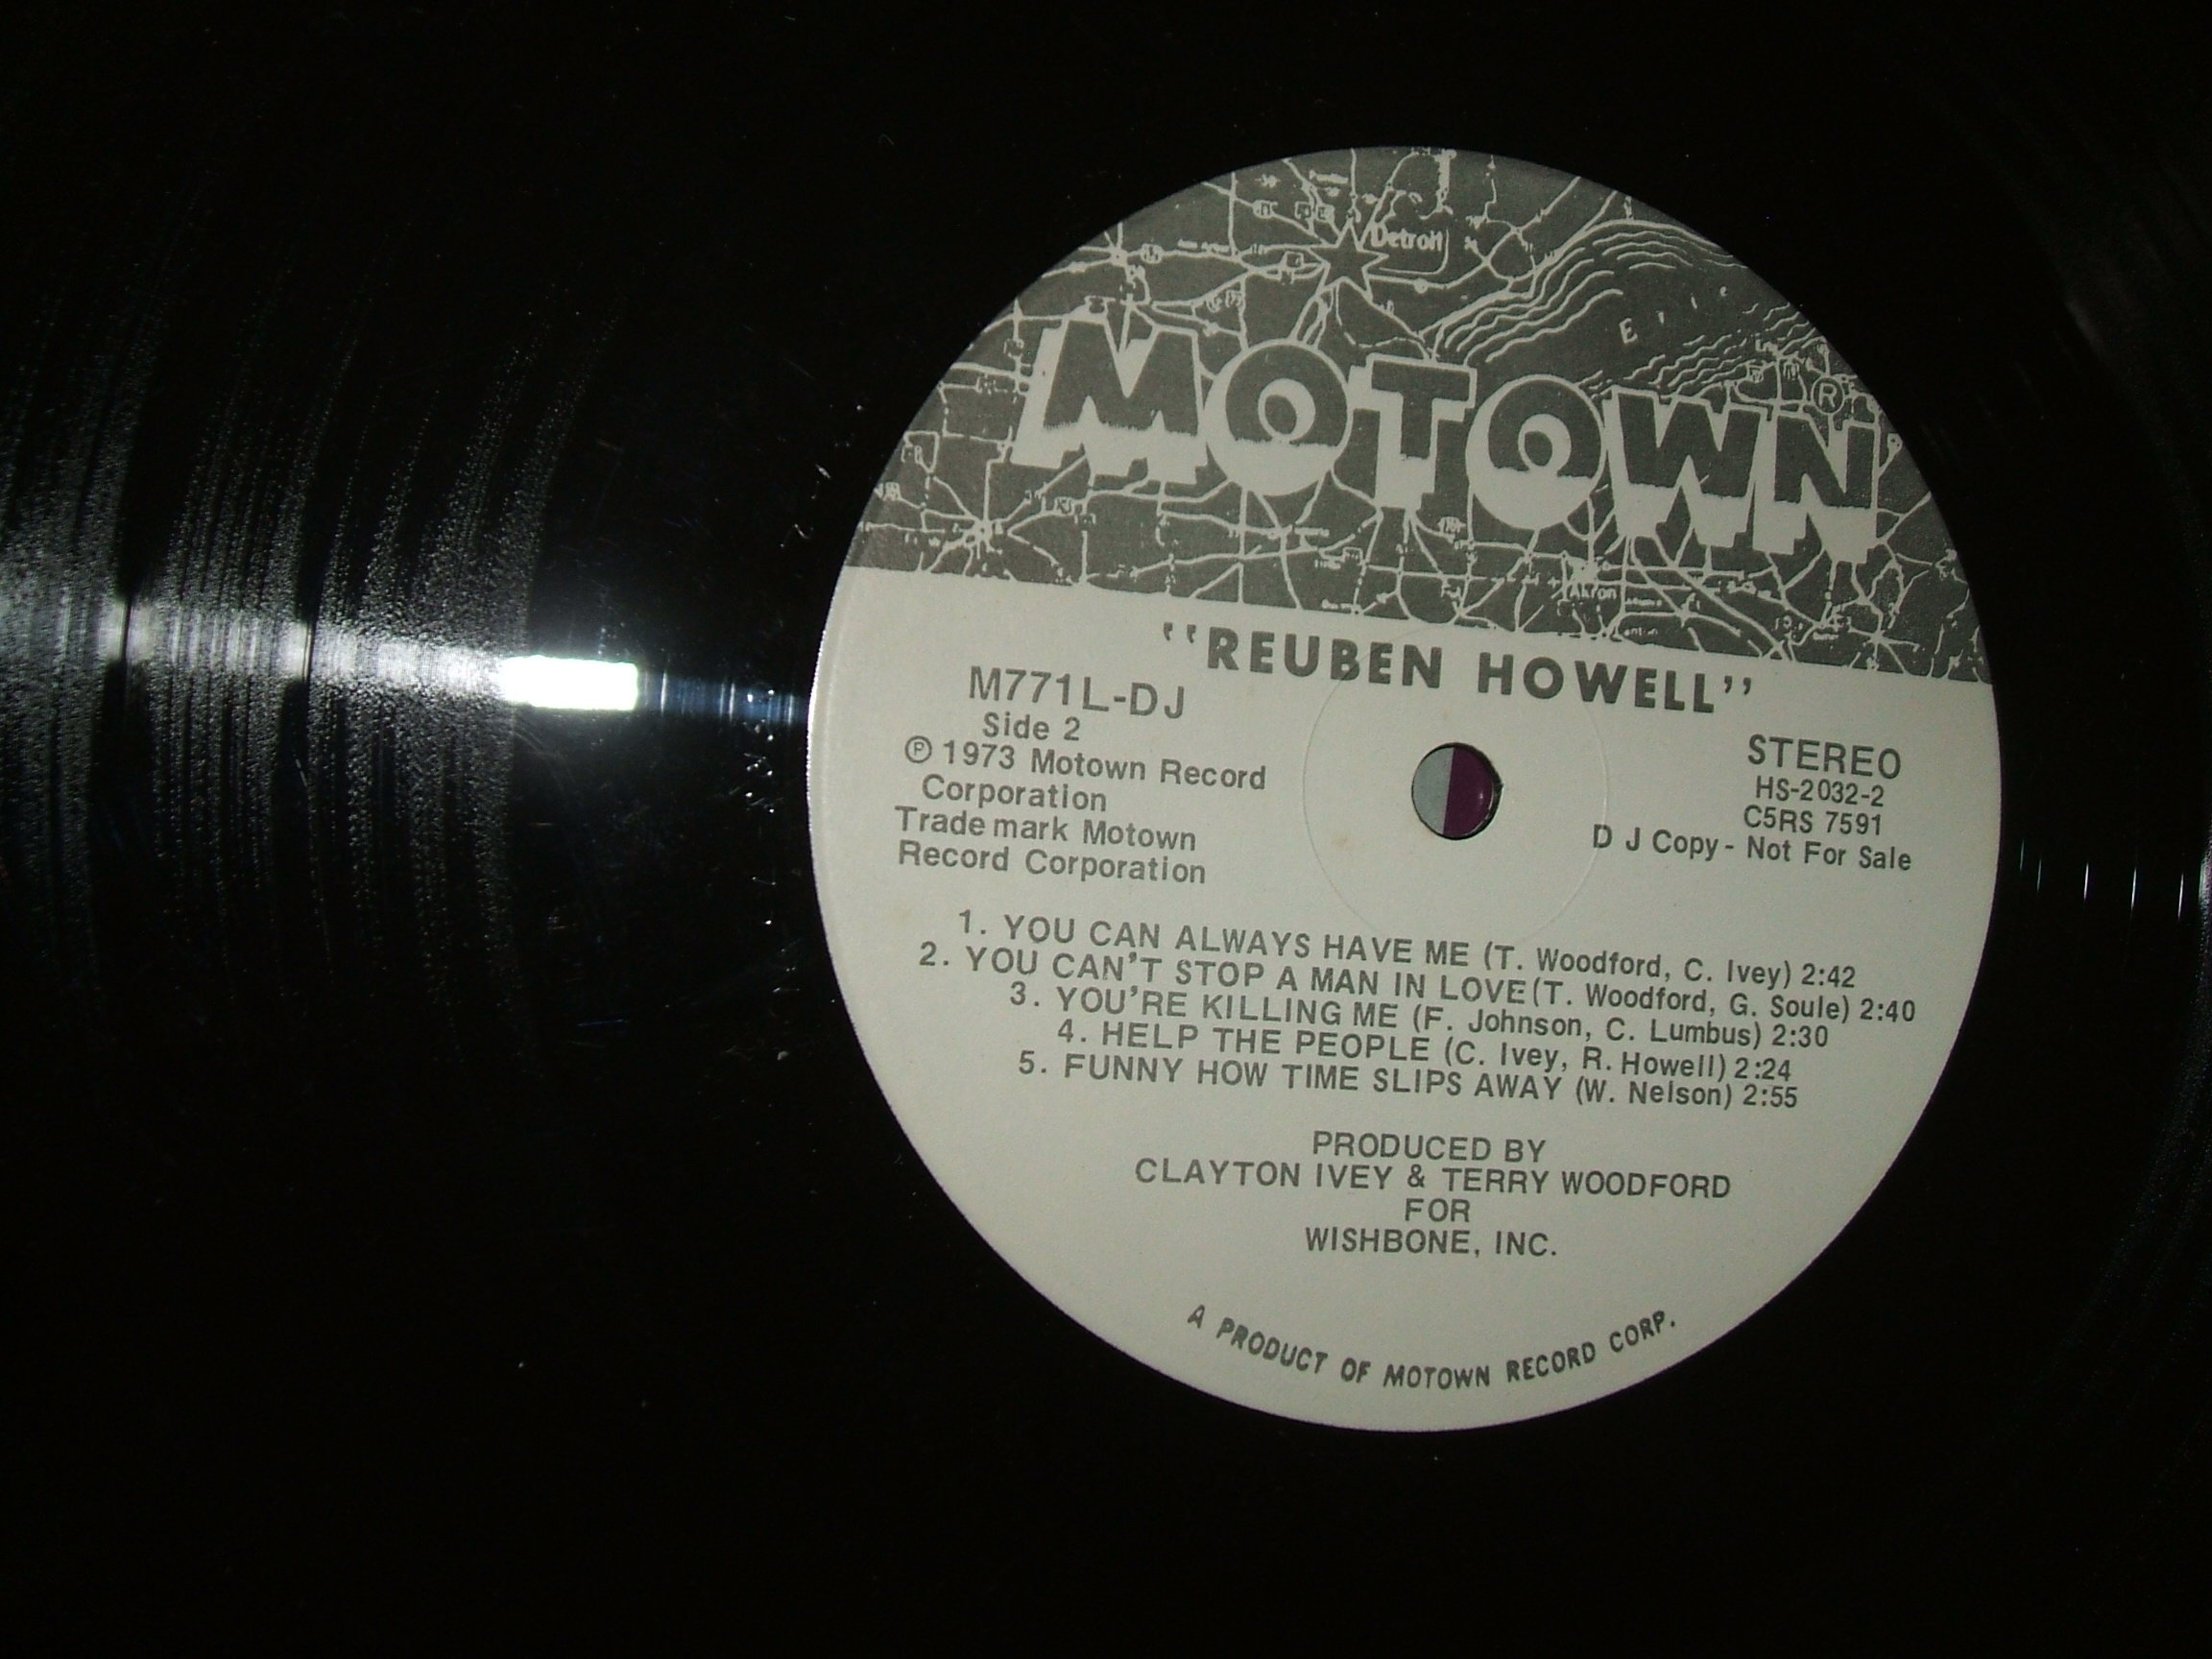 Detroit
E r i e
MOTOWN®
Akron
"REUBEN HOWELL"
M771L-DJ
Side 2
℗ 1973 Motown Record
Corporation
Trade mark Motown
Record Corporation
STEREO
HS-2032-2
C5RS 7591
D J Copy - Not For Sale
1. YOU CAN ALWAYS HAVE ME (T. Woodford, C. Ivey) 2:42
2. YOU CAN'T STOP A MAN IN LOVE (T. Woodford, G. Soule) 2:40
3. YOU'RE KILLING ME (F. Johnson, C. Lumbus) 2:30
4. HELP THE PEOPLE (C. Ivey, R. Howell) 2:24
5. FUNNY HOW TIME SLIPS AWAY (W. Nelson) 2:55
PRODUCED BY
CLAYTON IVEY & TERRY WOODFORD
FOR
WISHBONE, INC.
A PRODUCT OF MOTOWN RECORD CORP.